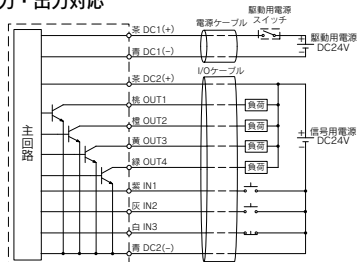 力・出力対応
駆動用電源
スイッチ
電源ケーブル
茶 DC1(+)
駆動用電源
DC24V
青 DC1(−)
I/Oケーブル
茶 DC2(+)
桃 OUT1
負荷
橙 OUT2
負荷
黄 OUT3
負荷
緑 OUT4
負荷
信号用電源
DC24V
主回路
紫 IN1
灰 IN2
白 IN3
青 DC2(−)